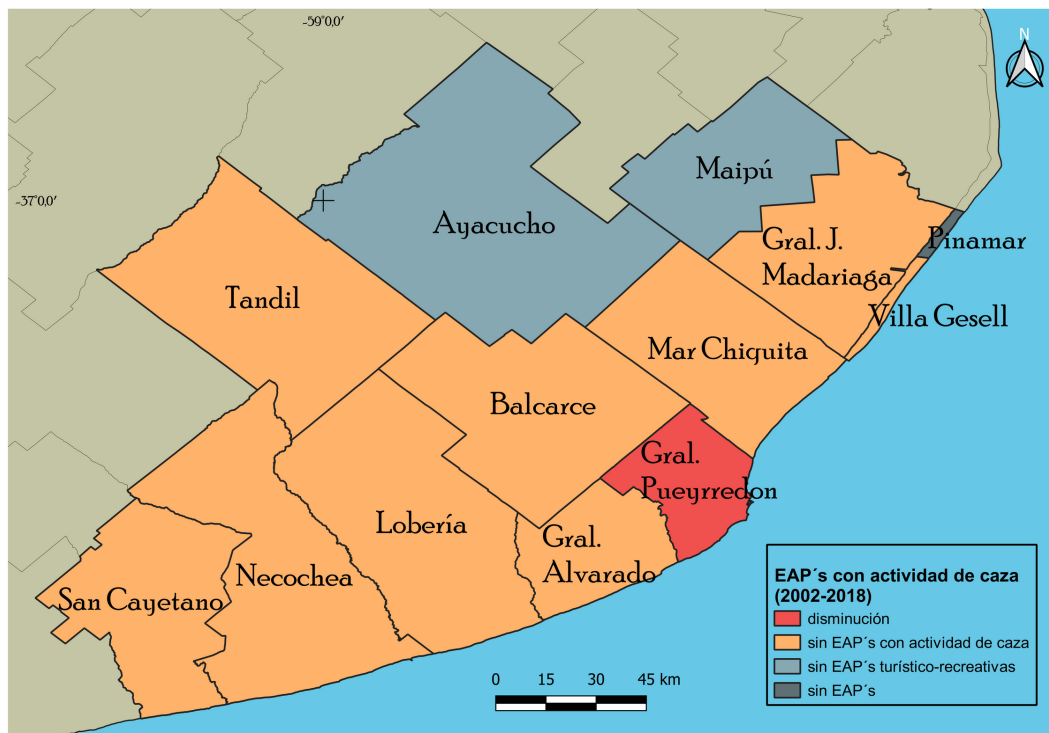 -59°0,0'
N
-37°0,0'
Maipú
Ayacucho
Gral. J.
Madariaga
Pinamar
Tandil
Villa Gesell
Mar Chiquita
Balcarce
Gral.
Pueyrredon
Lobería
Gral.
Alvarado
Necochea
San Cayetano
EAP´s con actividad de caza
(2002-2018)
disminución
sin EAP´s con actividad de caza
sin EAP´s turístico-recreativas
sin EAP´s
0 15 30 45 km